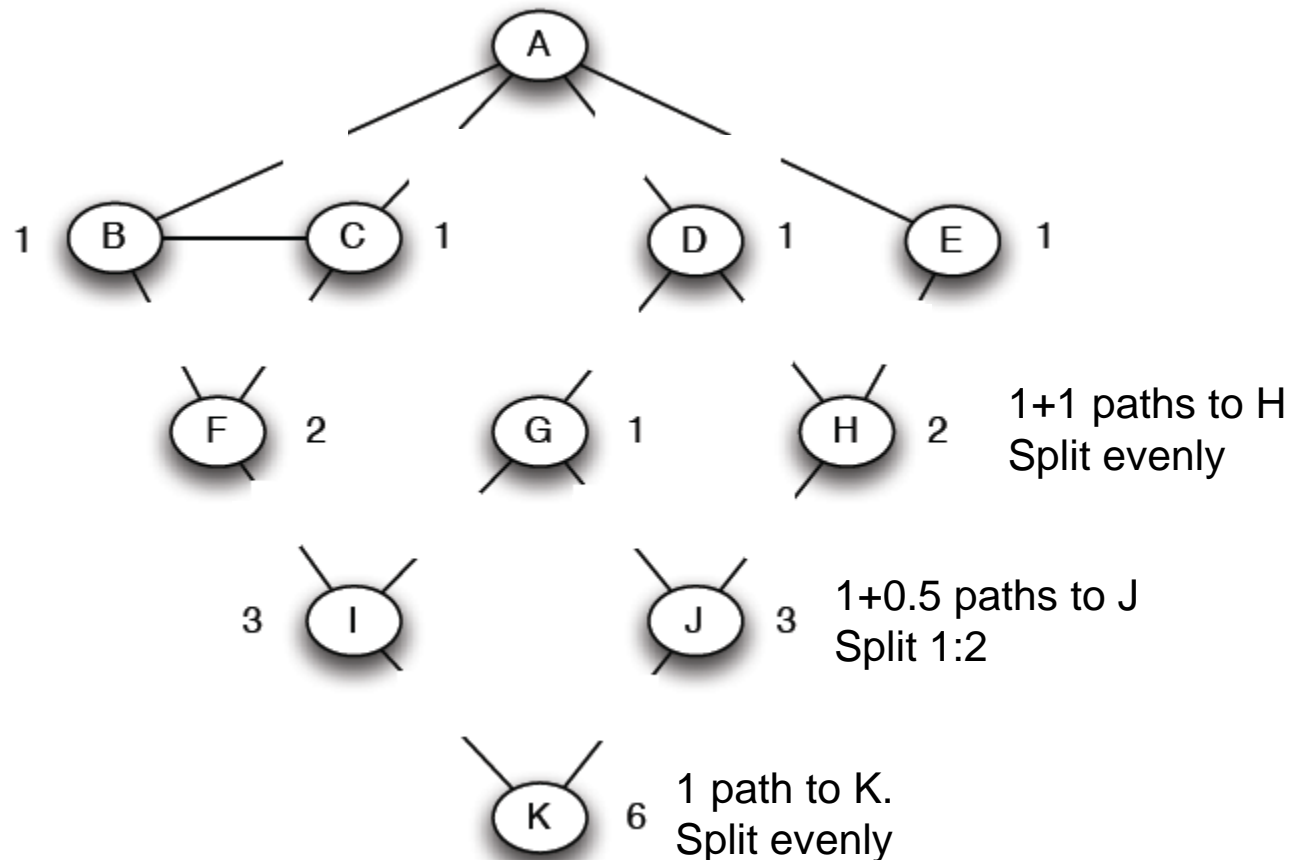 A
1 B C 1 D 1 E 1
F 2 G 1 H 2
1+1 paths to H
Split evenly
3 I J 3
1+0.5 paths to J
Split 1:2
K 6
1 path to K.
Split evenly